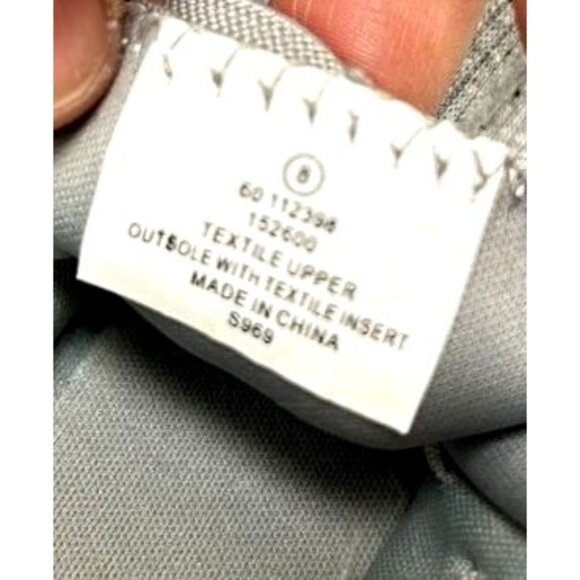 8
60 112398
152600
TEXTILE UPPER
OUTSOLE WITH TEXTILE INSERT
MADE IN CHINA
S969